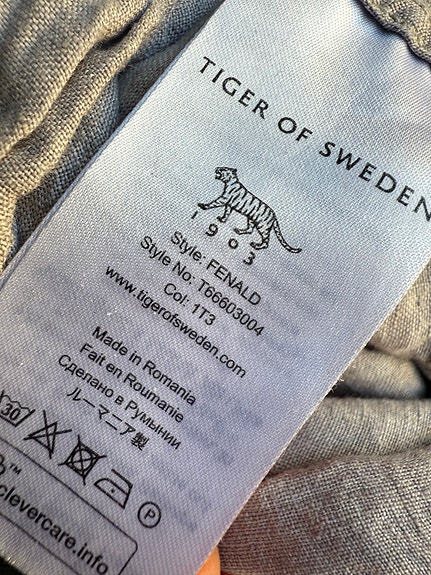 TIGER OF SWEDEN
1903
Style: FENALD
Style No: T66603004
Col: 1T3
www.tigerofsweden.com
Made in Romania
Fait en Roumanie
Сделано в Румынии
ルーマニア製
30
P
clevercare.info